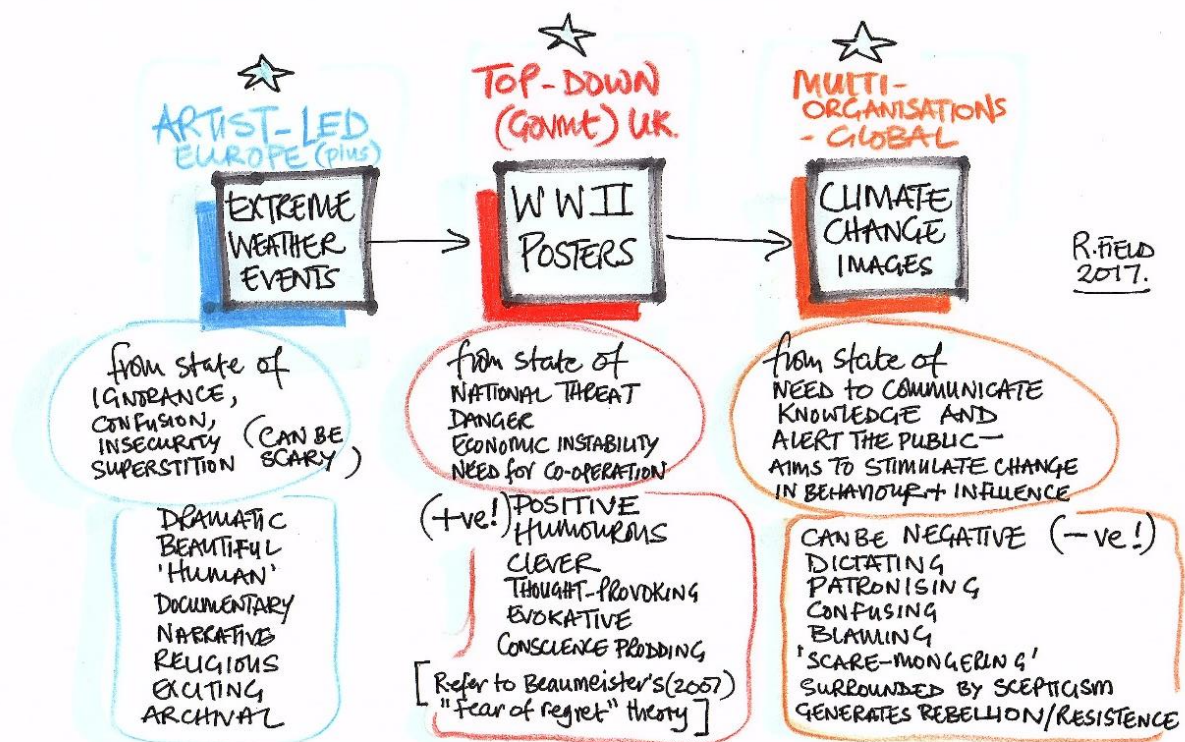 ARTIST-LED
EUROPE (plus)
EXTREME
WEATHER
EVENTS
from state of
IGNORANCE,
CONFUSION,
INSECURITY (CAN BE
SUPERSTITION SCARY)
DRAMATIC
BEAUTIFUL
'HUMAN'
DOCUMENTARY
NARRATIVE
RELIGIOUS
EXCITING
ARCHIVAL
TOP-DOWN
(GOVMt) UK.
WWII
POSTERS
from state of
NATIONAL THREAT
DANGER
ECONOMIC INSTABILITY
NEED for CO-OPERATION
(+ve!) POSITIVE
HUMOUROUS
CLEVER
THOUGHT-PROVOKING
EVOKATIVE
CONSCIENCE PRODDING
[Refer to Beaumeister's (2007)
"fear of regret" theory]
MULTI-
ORGANISATIONS
- GLOBAL
CLIMATE
CHANGE
IMAGES
from state of
NEED to COMMUNICATE
KNOWLEDGE AND
ALERT THE PUBLIC -
AIMS TO STIMULATE CHANGE
IN BEHAVIOUR + INFLUENCE
CAN BE NEGATIVE (-ve!)
DICTATING
PATRONISING
CONFUSING
BLAMING
'SCARE-MONGERING'
SURROUNDED BY SCEPTICISM
GENERATES REBELLION/RESISTENCE
R.FIELD
2017.